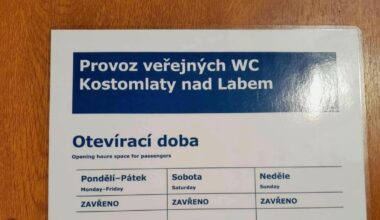 Provoz veřejných WC
Kostomlaty nad Labem
Otevírací doba
Opening hours space for passengers
Pondělí–Pátek Sobota Neděle
Monday–Friday Saturday Sunday
ZAVŘENO ZAVŘENO ZAVŘENO